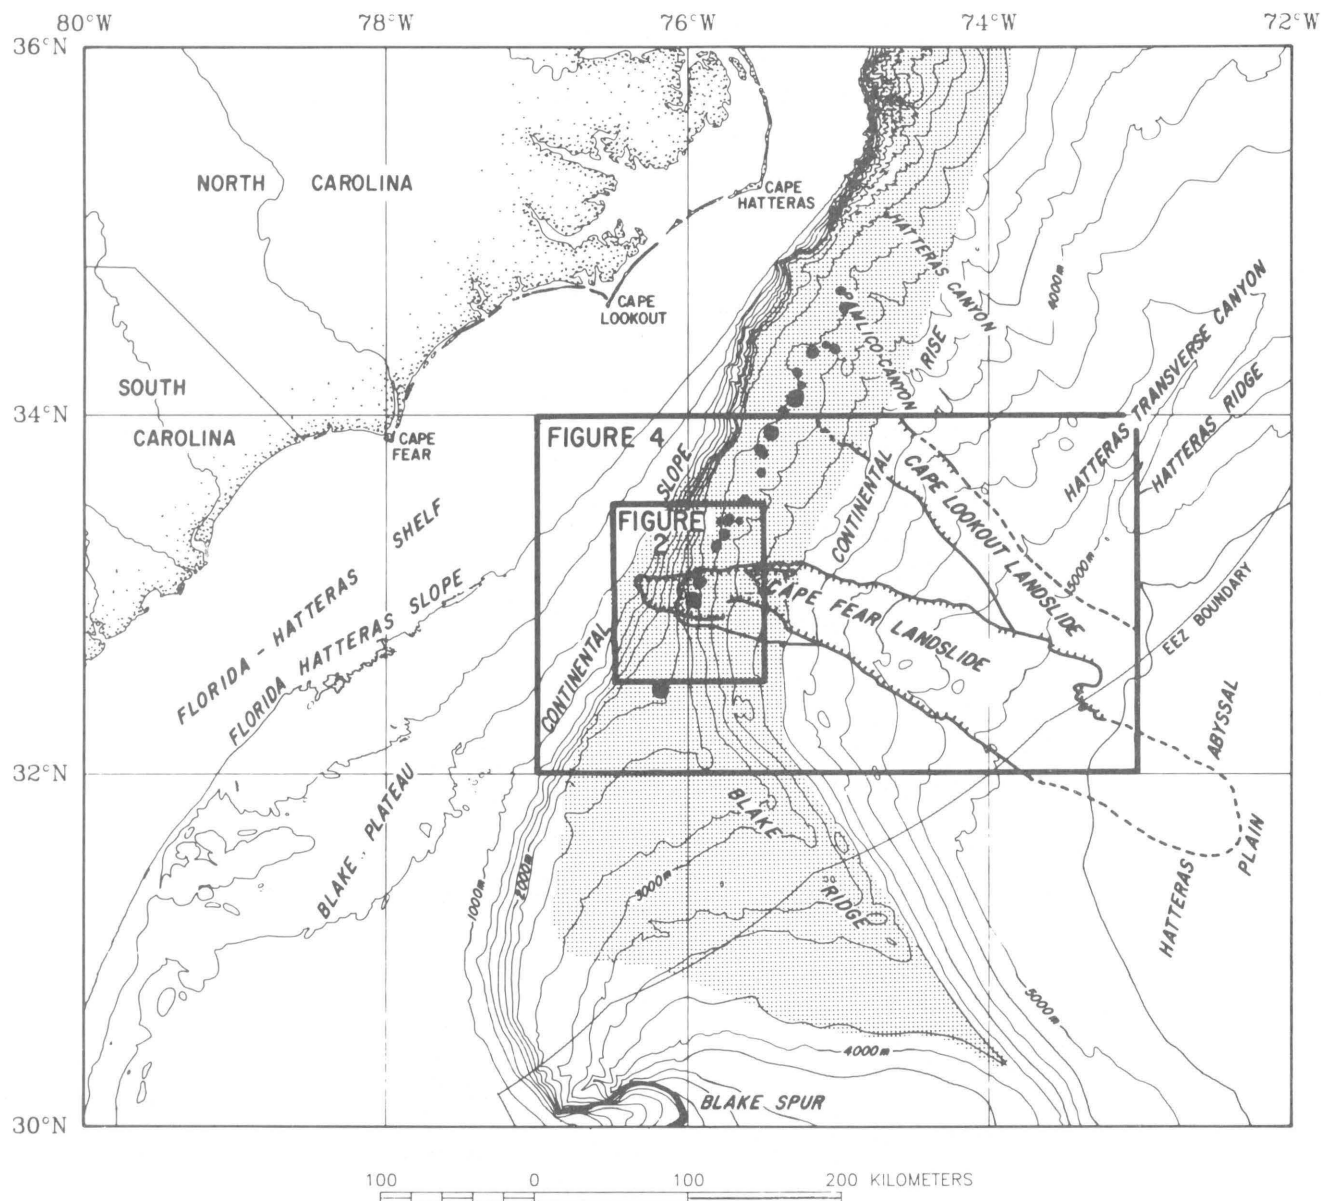 80°W 78°W 76°W 74°W 72°W
36°N
NORTH CAROLINA
CAPE
HATTERAS
HATTERAS CANYON
4000m
CAPE
LOOKOUT
PAMLICO CANYON
RISE
HATTERAS TRANSVERSE CANYON
HATTERAS RIDGE
SOUTH
CAROLINA
34°N
CAPE
FEAR
FIGURE 4
SLOPE
CONTINENTAL
CAPE LOOKOUT LANDSLIDE
FIGURE
2
5000m
EEZ BOUNDARY
CAPE FEAR LANDSLIDE
FLORIDA - HATTERAS SHELF
FLORIDA HATTERAS SLOPE
CONTINENTAL
ABYSSAL
32°N
BLAKE
PLAIN
BLAKE PLATEAU
1000m
2000m
3000m
RIDGE
HATTERAS
5000m
4000m
BLAKE SPUR
30°N
100 0 100 200 KILOMETERS